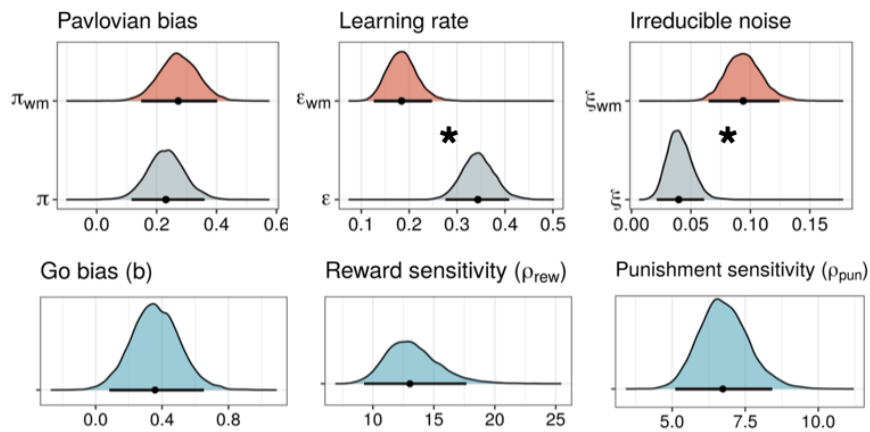 Pavlovian bias
Learning rate
Irreducible noise
πwm
εwm
ξwm
*
*
π
ε
ξ
0.0 0.2 0.4 0.6
0.1 0.2 0.3 0.4 0.5
0.00 0.05 0.10 0.15
Go bias (b)
Reward sensitivity (ρrew)
Punishment sensitivity (ρpun)
0.0 0.4 0.8
10 15 20 25
5.0 7.5 10.0